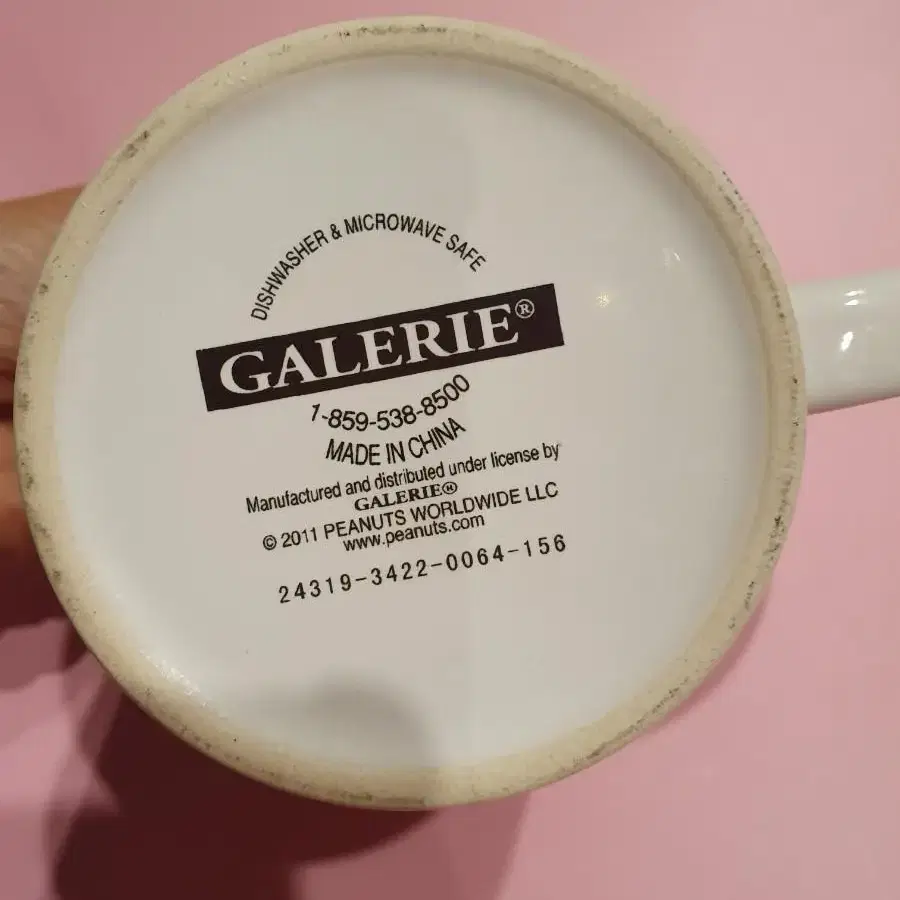 DISHWASHER & MICROWAVE SAFE
GALERIE®
1-859-538-8500
MADE IN CHINA
Manufactured and distributed under license by
GALERIE®
© 2011 PEANUTS WORLDWIDE LLC
www.peanuts.com
24319-3422-0064-156